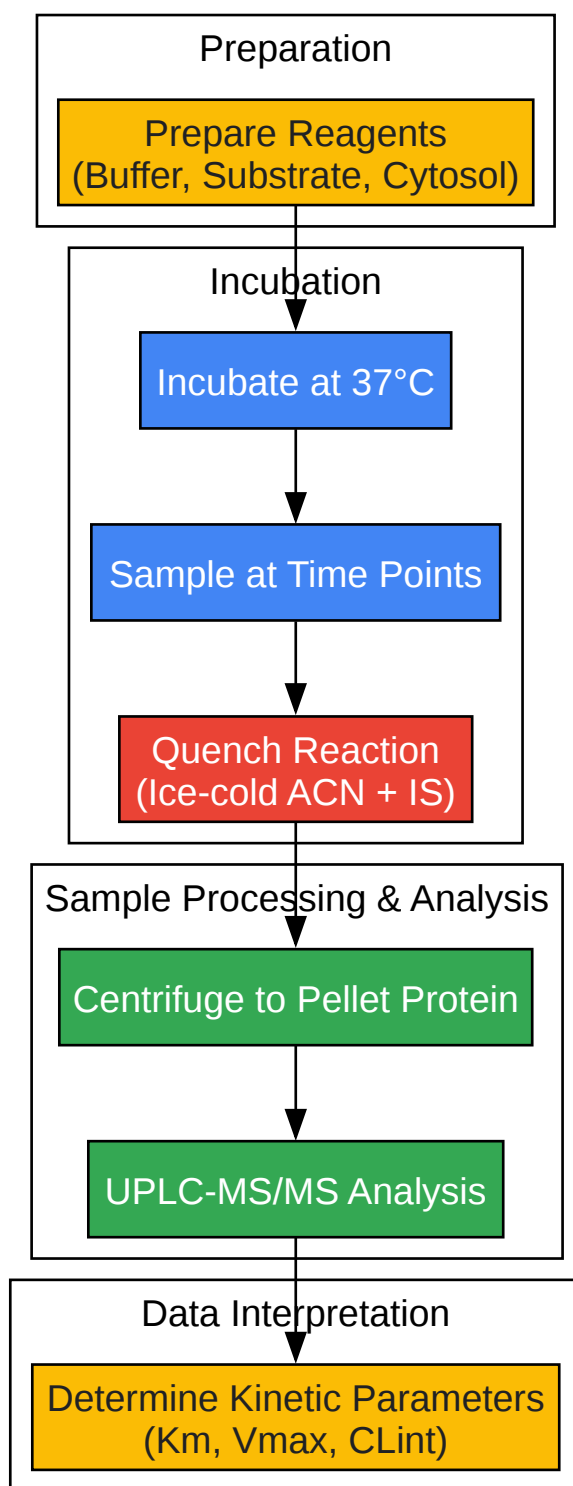 Preparation
Prepare Reagents
(Buffer, Substrate, Cytosol)
Incubation
Incubate at 37°C
Sample at Time Points
Quench Reaction
(Ice-cold ACN + IS)
Sample Processing & Analysis
Centrifuge to Pellet Protein
UPLC-MS/MS Analysis
Data Interpretation
Determine Kinetic Parameters
(Km, Vmax, CLint)